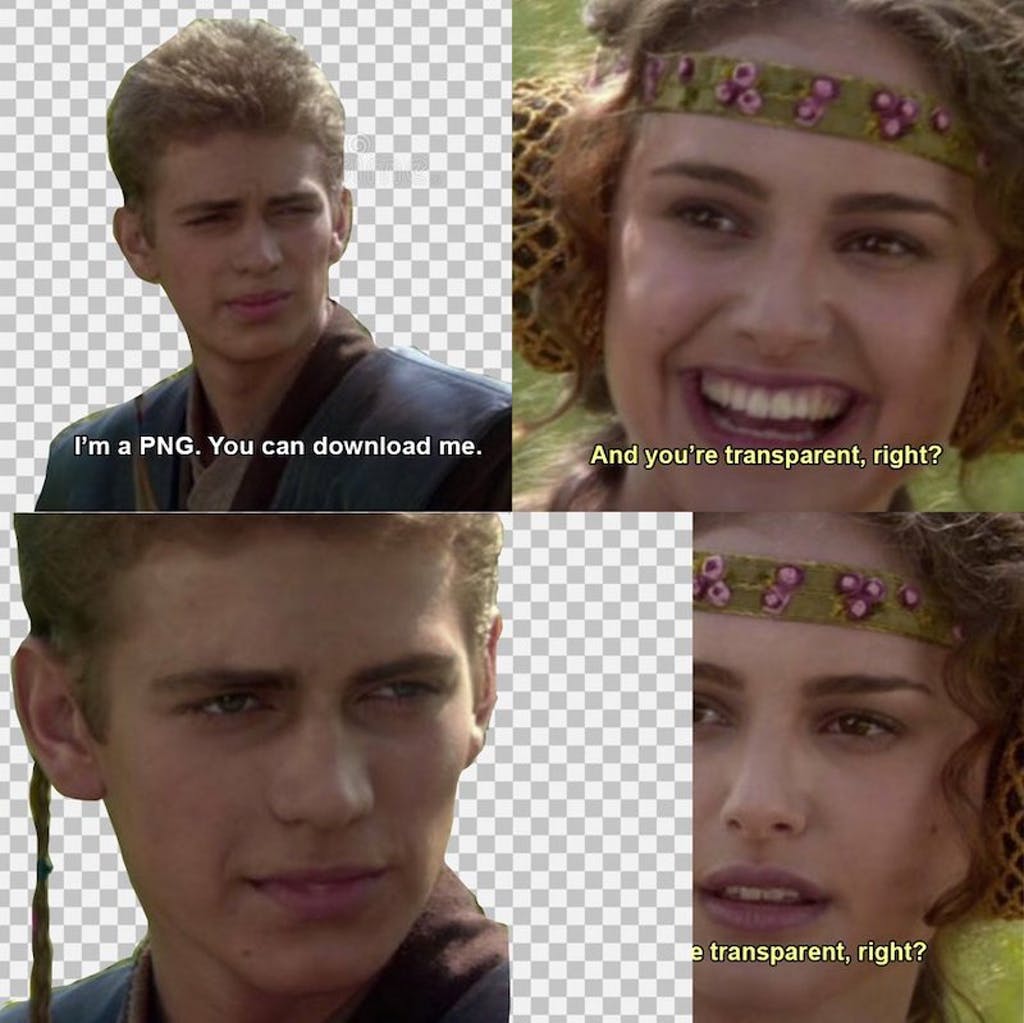 I’m a PNG. You can download me.
And you’re transparent, right?
e transparent, right?